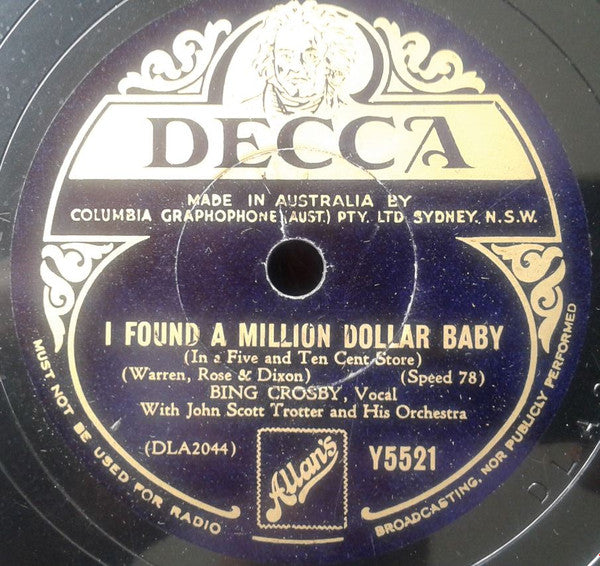 DECCA
MADE IN AUSTRALIA BY
COLUMBIA GRAPHOPHONE (AUST.) PTY. LTD. SYDNEY, N.S.W.
I FOUND A MILLION DOLLAR BABY
(In a Five and Ten Cent Store)
(Warren, Rose & Dixon) (Speed 78)
BING CROSBY, Vocal
With John Scott Trotter and His Orchestra
(DLA2044) Allan's Y5521
MUST NOT BE USED FOR RADIO
BROADCASTING, NOR PUBLICLY PERFORMED
DLA